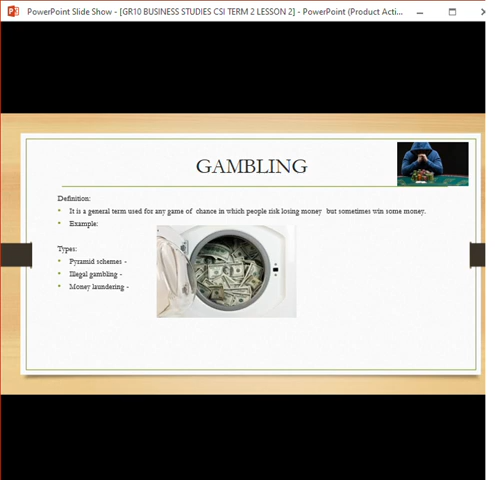 PowerPoint Slide Show - [GR10 BUSINESS STUDIES CSI TERM 2 LESSON 2] - PowerPoint (Product Acti...
GAMBLING
Definition:
It is a general term used for any game of chance in which people risk losing money but sometimes win some money.
Example:
Types:
Pyramid schemes -
Illegal gambling -
Money laundering -